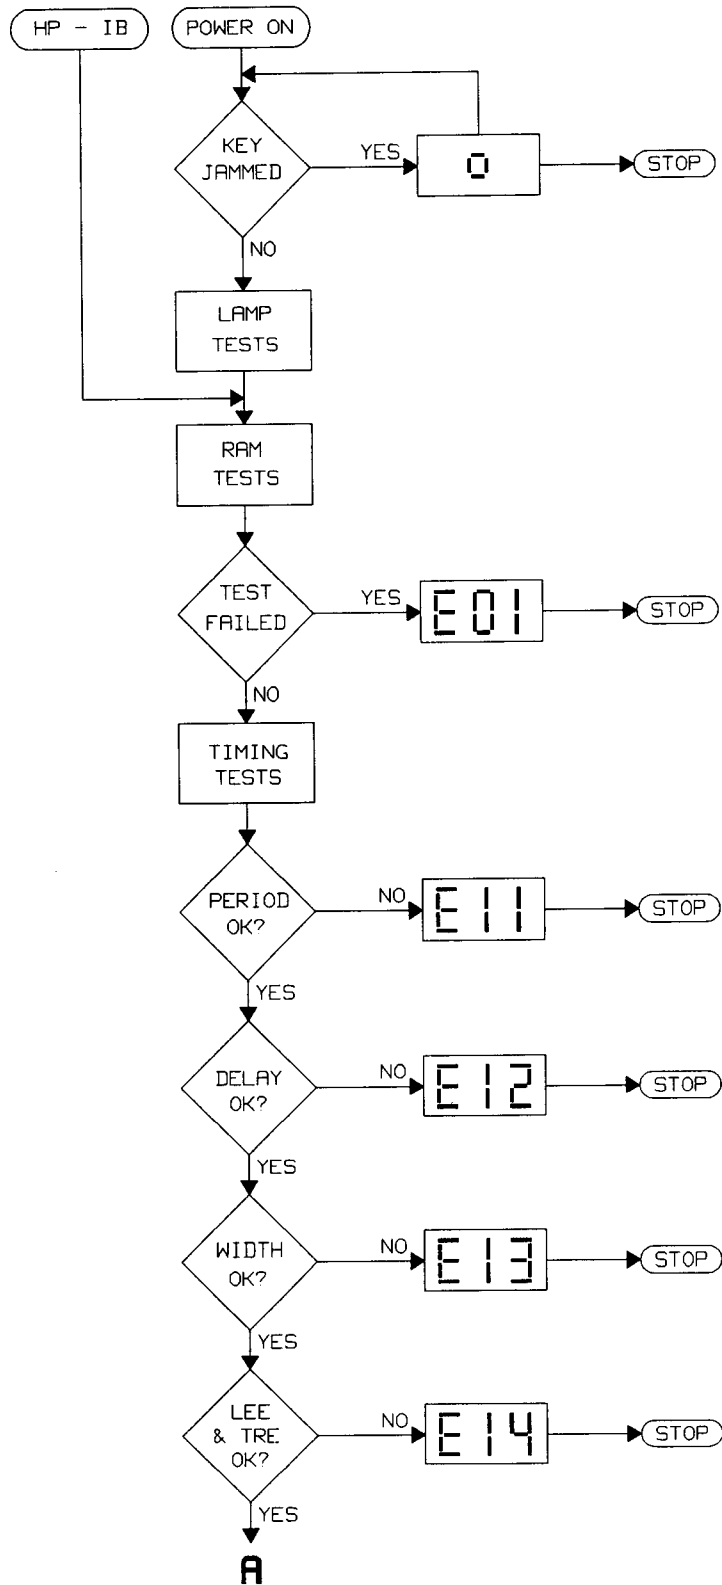 HP - IB
POWER ON
KEY
JAMMED
YES
o
STOP
NO
LAMP
TESTS
RAM
TESTS
TEST
FAILED
YES
E01
STOP
NO
TIMING
TESTS
PERIOD
OK?
NO
E11
STOP
YES
DELAY
OK?
NO
E12
STOP
YES
WIDTH
OK?
NO
E13
STOP
YES
LEE
& TRE
OK?
NO
E14
STOP
YES
A